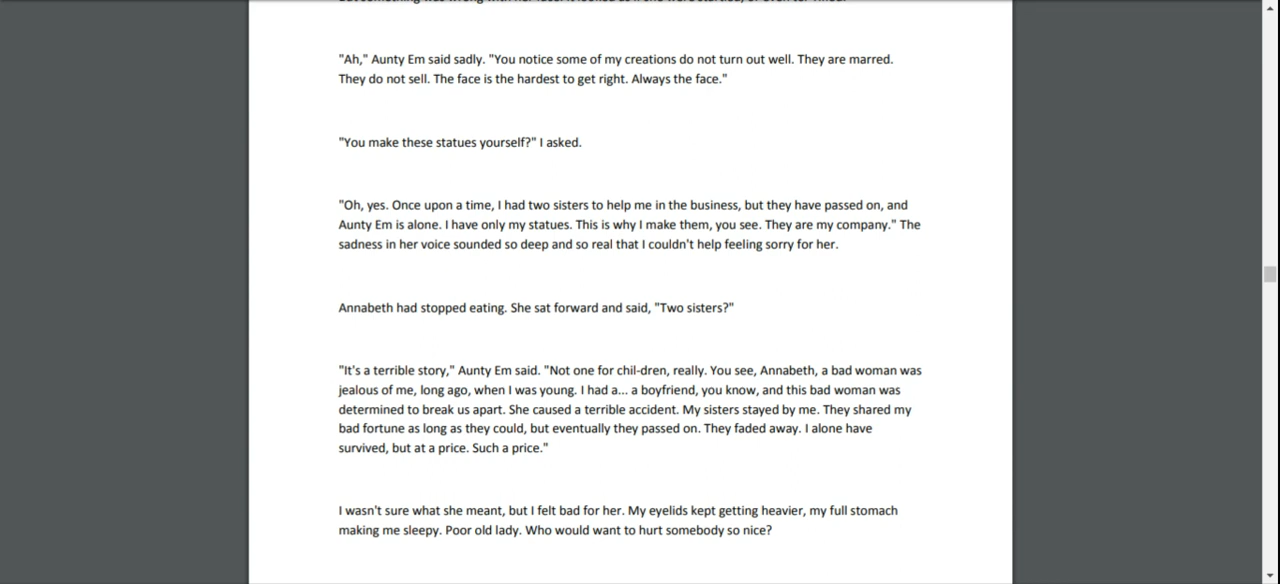 "Ah," Aunty Em said sadly. "You notice some of my creations do not turn out well. They are marred.
They do not sell. The face is the hardest to get right. Always the face."
"You make these statues yourself?" I asked.
"Oh, yes. Once upon a time, I had two sisters to help me in the business, but they have passed on, and
Aunty Em is alone. I have only my statues. This is why I make them, you see. They are my company." The
sadness in her voice sounded so deep and so real that I couldn't help feeling sorry for her.
Annabeth had stopped eating. She sat forward and said, "Two sisters?"
"It's a terrible story," Aunty Em said. "Not one for chil-dren, really. You see, Annabeth, a bad woman was
jealous of me, long ago, when I was young. I had a... a boyfriend, you know, and this bad woman was
determined to break us apart. She caused a terrible accident. My sisters stayed by me. They shared my
bad fortune as long as they could, but eventually they passed on. They faded away. I alone have
survived, but at a price. Such a price."
I wasn't sure what she meant, but I felt bad for her. My eyelids kept getting heavier, my full stomach
making me sleepy. Poor old lady. Who would want to hurt somebody so nice?